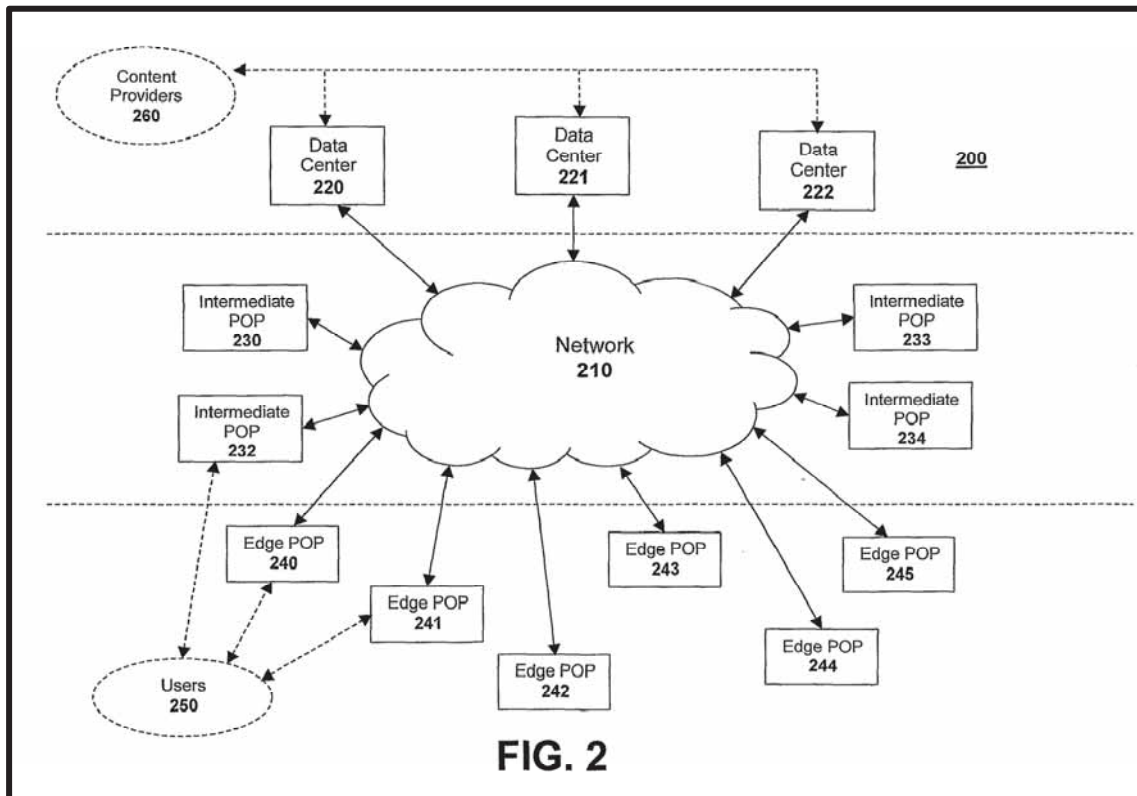 Content
Providers
260
Data
Center
220
Data
Center
221
Data
Center
222
200
Intermediate
POP
230
Intermediate
POP
233
Network
210
Intermediate
POP
232
Intermediate
POP
234
Edge POP
240
Edge POP
241
Edge POP
242
Edge POP
243
Edge POP
244
Edge POP
245
Users
250
FIG. 2